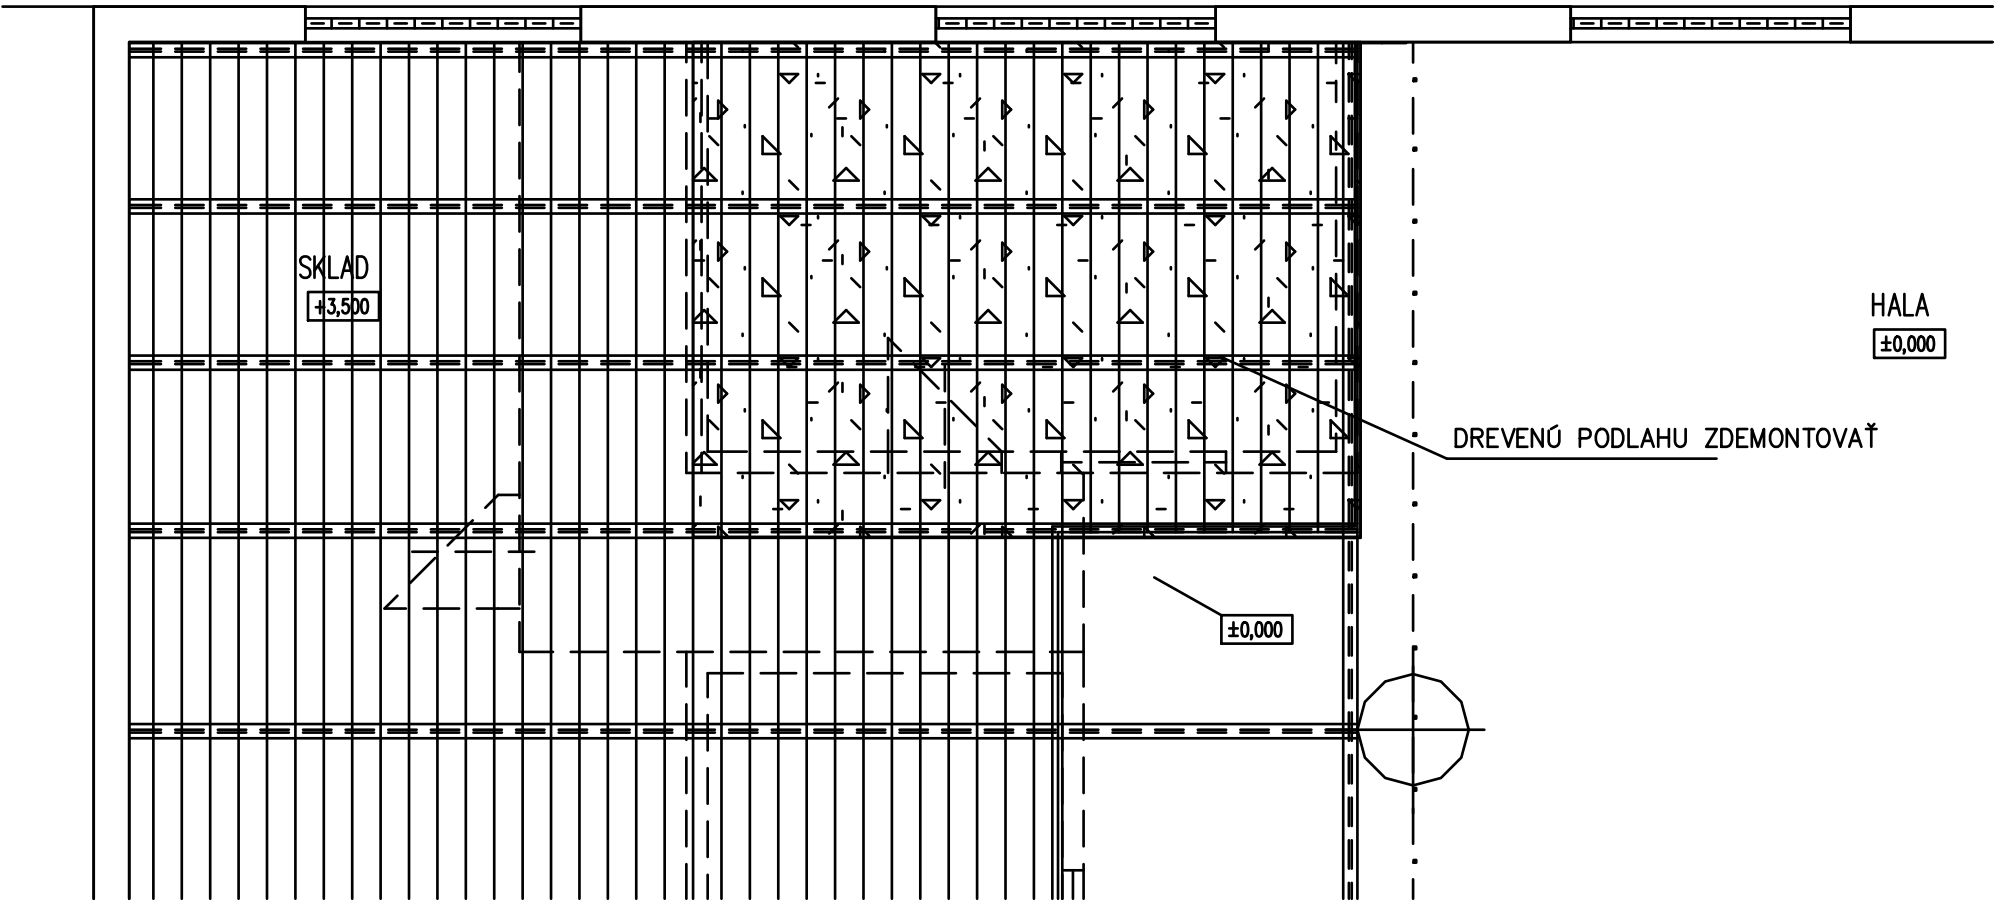 SKLAD
+3,500
HALA
±0,000
DREVENÚ PODLAHU ZDEMONTOVAŤ
±0,000